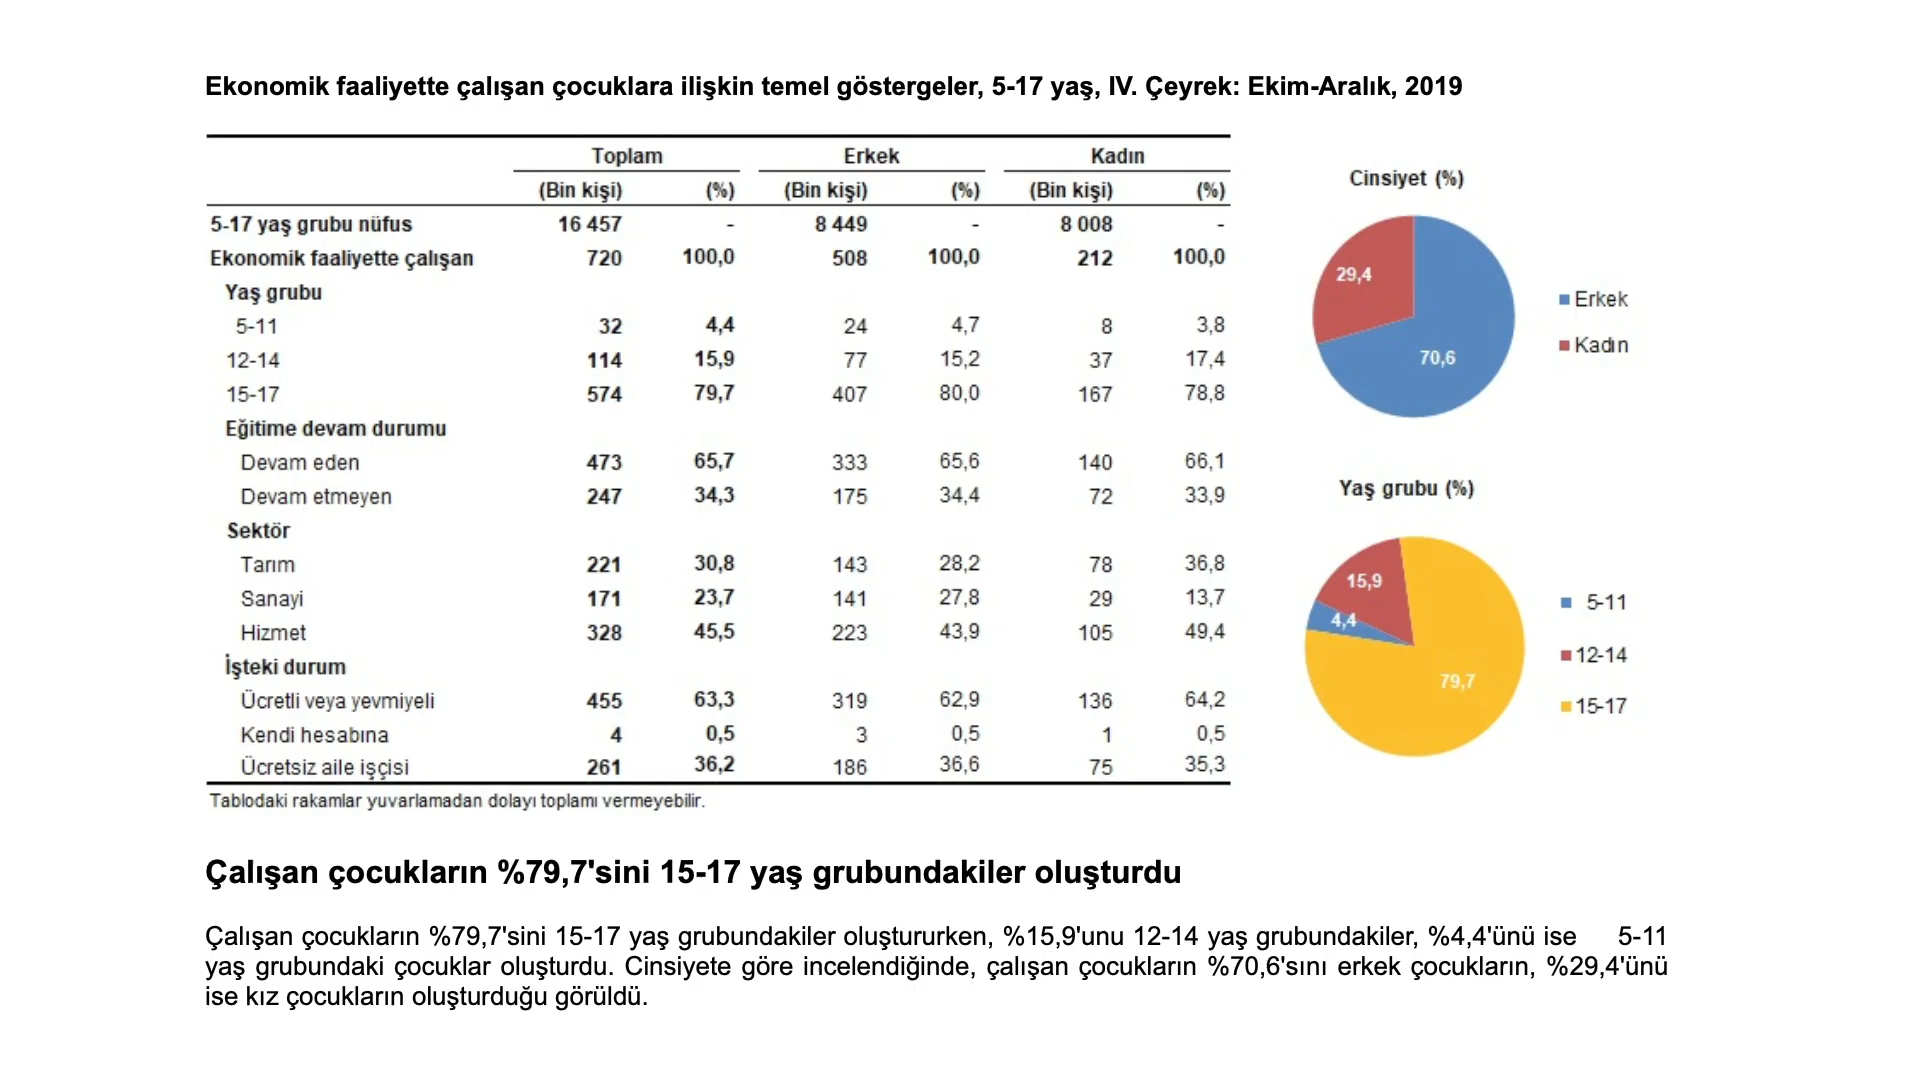 Ekonomik faaliyette çalışan çocuklara ilişkin temel göstergeler, 5-17 yaş, IV. Çeyrek: Ekim-Aralık, 2019
Toplam Erkek Kadın
(Bin kişi) (%) (Bin kişi) (%) (Bin kişi) (%)
5-17 yaş grubu nüfus 16 457 - 8 449 - 8 008 -
Ekonomik faaliyette çalışan 720 100,0 508 100,0 212 100,0
Yaş grubu
5-11 32 4,4 24 4,7 8 3,8
12-14 114 15,9 77 15,2 37 17,4
15-17 574 79,7 407 80,0 167 78,8
Eğitime devam durumu
Devam eden 473 65,7 333 65,6 140 66,1
Devam etmeyen 247 34,3 175 34,4 72 33,9
Sektör
Tarım 221 30,8 143 28,2 78 36,8
Sanayi 171 23,7 141 27,8 29 13,7
Hizmet 328 45,5 223 43,9 105 49,4
İşteki durum
Ücretli veya yevmiyeli 455 63,3 319 62,9 136 64,2
Kendi hesabına 4 0,5 3 0,5 1 0,5
Ücretsiz aile işçisi 261 36,2 186 36,6 75 35,3
Tablodaki rakamlar yuvarlamadan dolayı toplamı vermeyebilir.
Cinsiyet (%)
29,4
70,6
Erkek
Kadın
Yaş grubu (%)
15,9
4,4
79,7
5-11
12-14
15-17
Çalışan çocukların %79,7'sini 15-17 yaş grubundakiler oluşturdu
Çalışan çocukların %79,7'sini 15-17 yaş grubundakiler oluştururken, %15,9'unu 12-14 yaş grubundakiler, %4,4'ünü ise 5-11
yaş grubundaki çocuklar oluşturdu. Cinsiyete göre incelendiğinde, çalışan çocukların %70,6'sını erkek çocukların, %29,4'ünü
ise kız çocukların oluşturduğu görüldü.